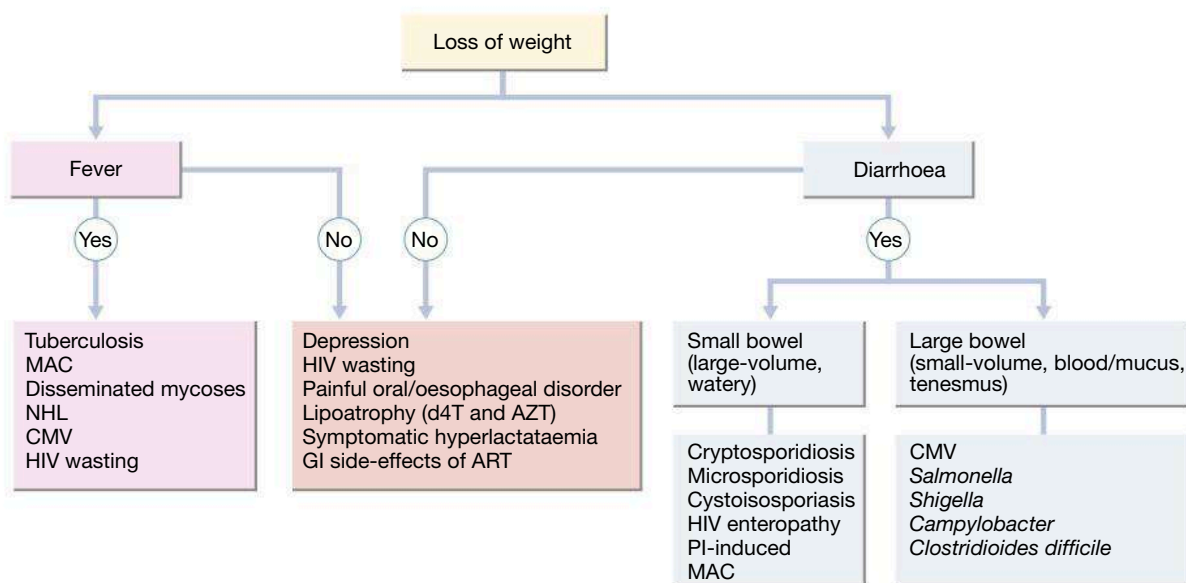 Loss of weight
Fever
Diarrhoea
Yes
No
No
Yes
Tuberculosis
MAC
Disseminated mycoses
NHL
CMV
HIV wasting
Depression
HIV wasting
Painful oral/oesophageal disorder
Lipoatrophy (d4T and AZT)
Symptomatic hyperlactataemia
GI side-effects of ART
Small bowel
(large-volume,
watery)
Large bowel
(small-volume, blood/mucus,
tenesmus)
Cryptosporidiosis
Microsporidiosis
Cystoisosporiasis
HIV enteropathy
PI-induced
MAC
CMV
Salmonella
Shigella
Campylobacter
Clostridioides difficile